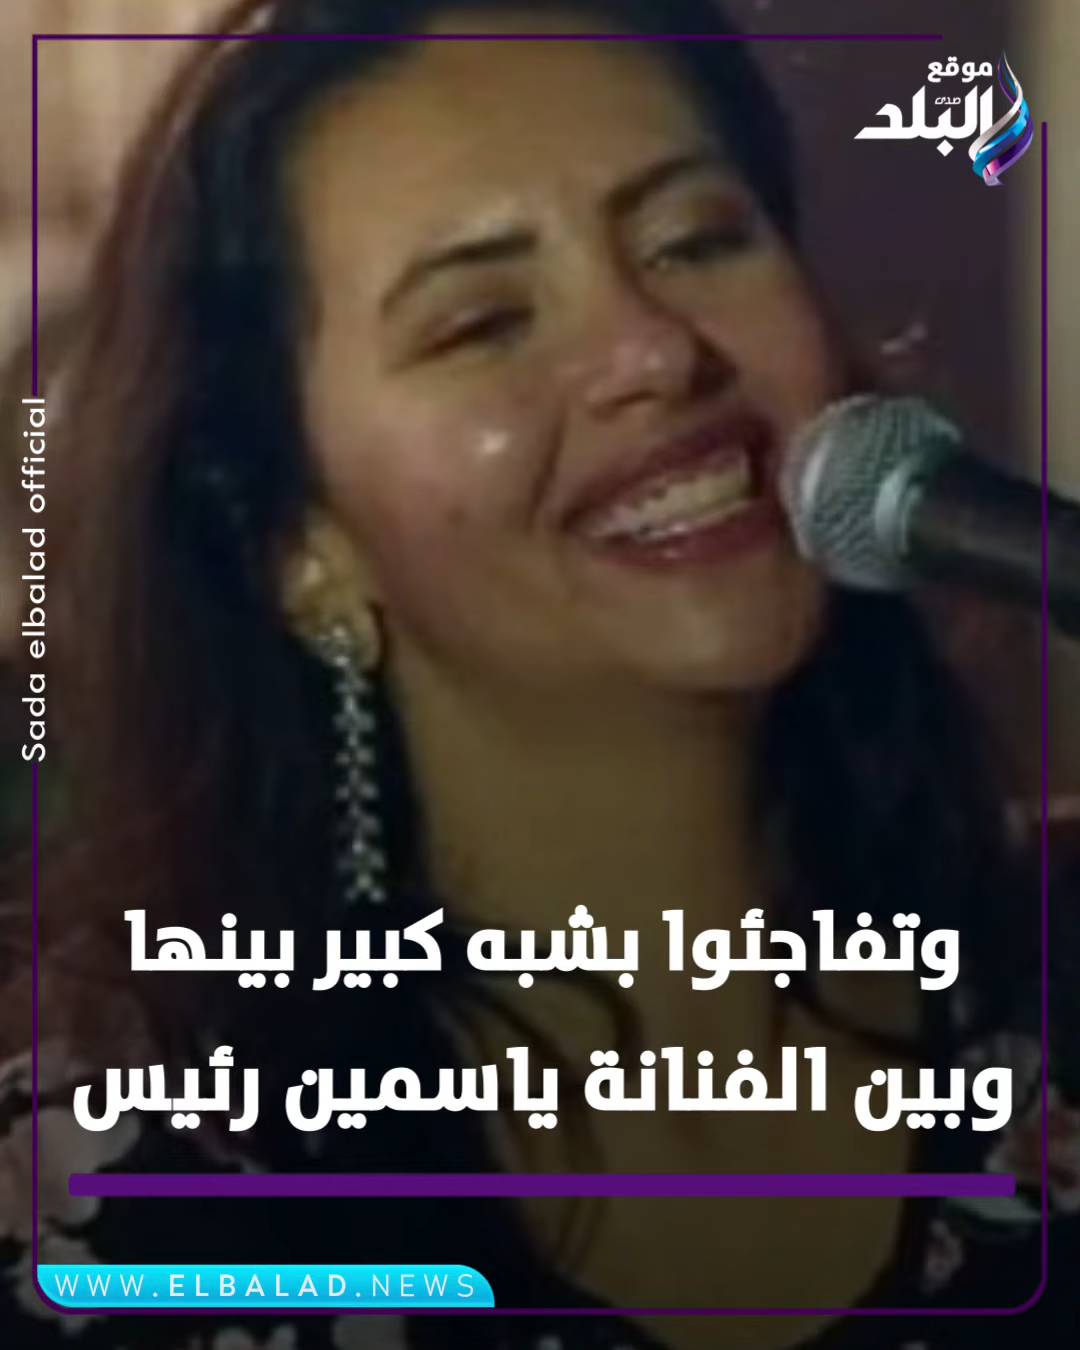 موقع
صدى
البلد
Sada elbalad official
وتفاجئوا بشبه كبير بينها
وبين الفنانة ياسمين رئيس
WWW.ELBALAD.NEWS